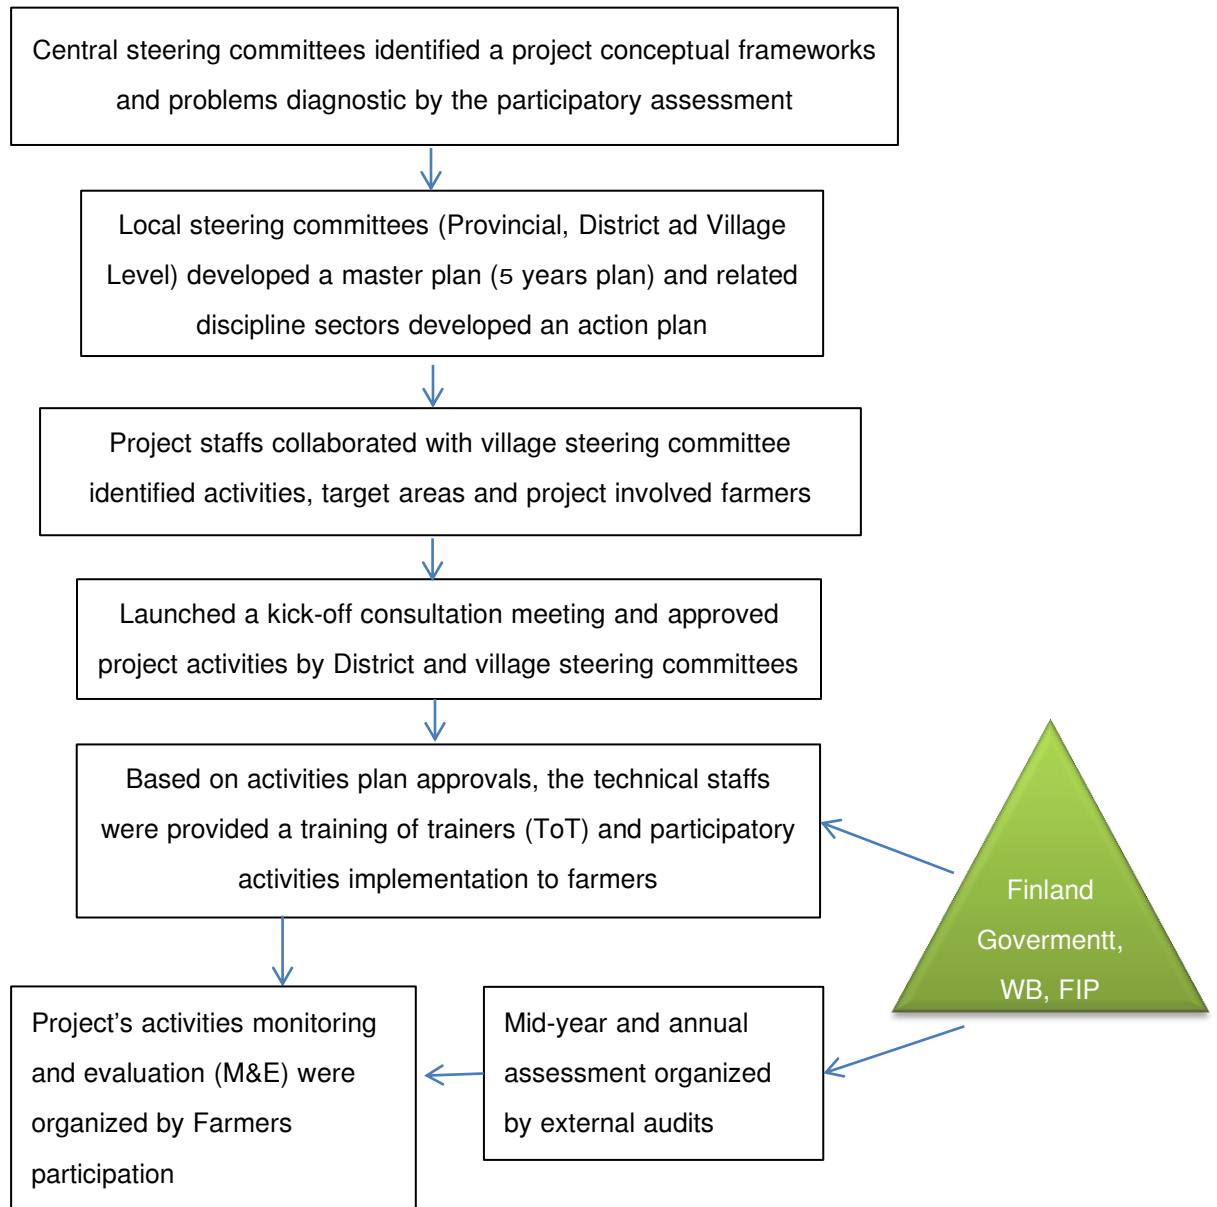 Central steering committees identified a project conceptual frameworks
and problems diagnostic by the participatory assessment
Local steering committees (Provincial, District ad Village
Level) developed a master plan (5 years plan) and related
discipline sectors developed an action plan
Project staffs collaborated with village steering committee
identified activities, target areas and project involved farmers
Launched a kick-off consultation meeting and approved
project activities by District and village steering committees
Based on activities plan approvals, the technical staffs
were provided a training of trainers (ToT) and participatory
activities implementation to farmers
Finland
Govermentt,
WB, FIP
Project’s activities monitoring
and evaluation (M&E) were
organized by Farmers
participation
Mid-year and annual
assessment organized
by external audits